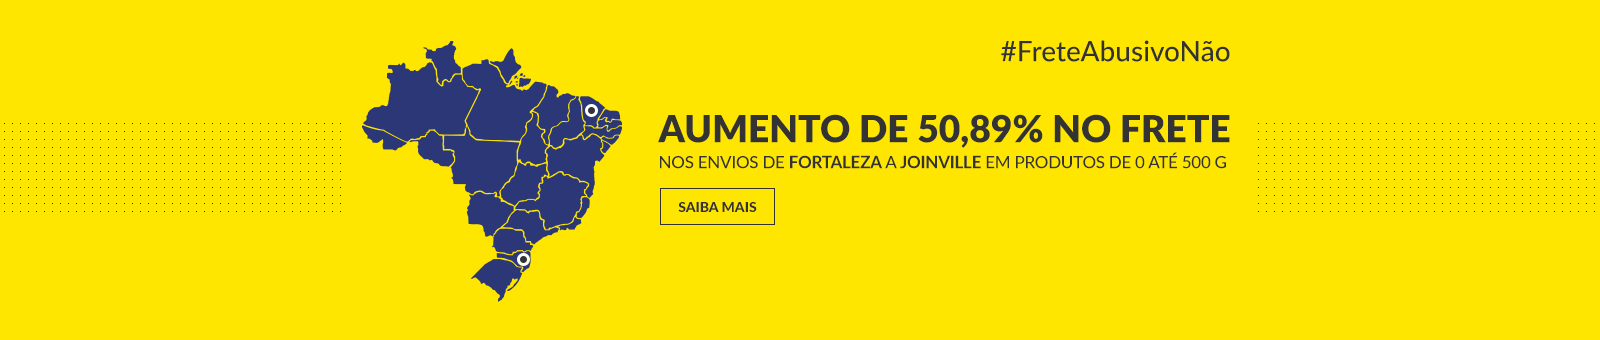 #FreteAbusivoNão
AUMENTO DE 50,89% NO FRETE
NOS ENVIOS DE FORTALEZA A JOINVILLE EM PRODUTOS DE 0 ATÉ 500 G
SAIBA MAIS